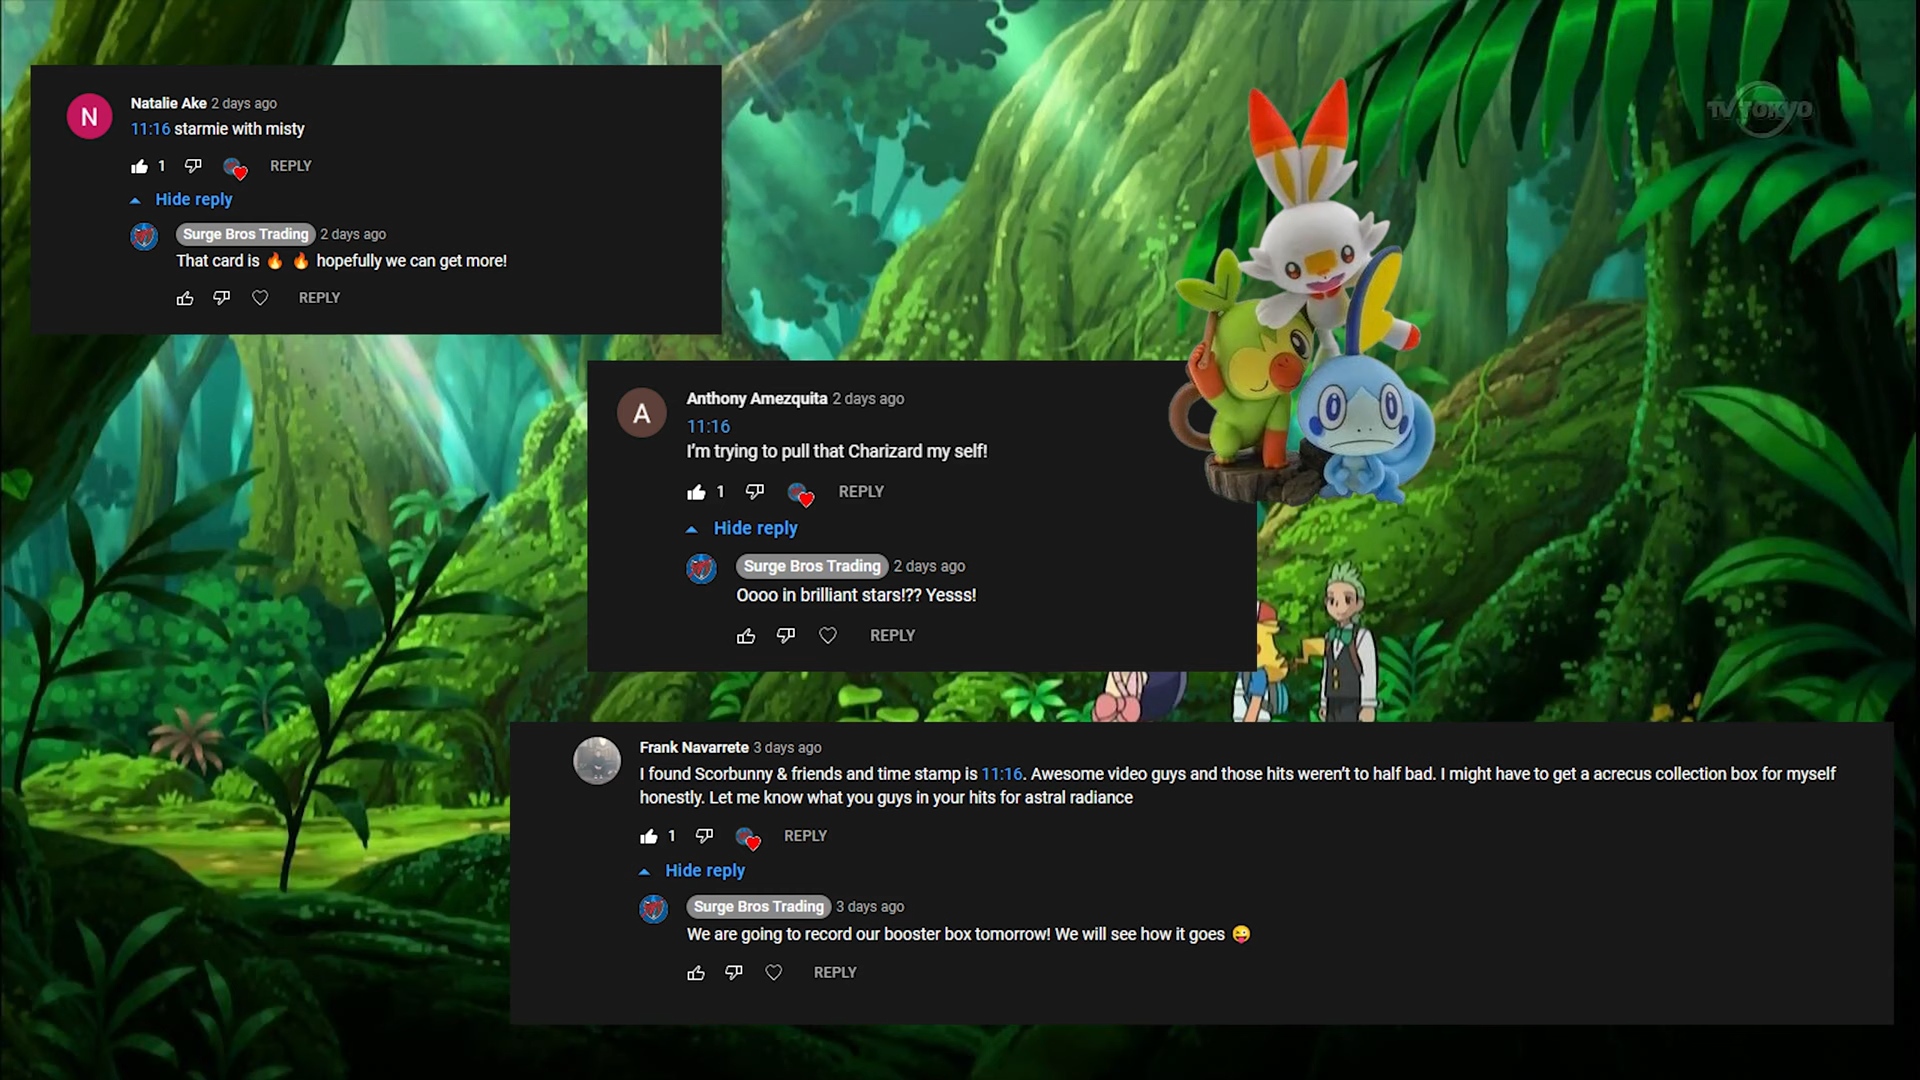 TV TOKYO
N
Natalie Ake 2 days ago
11:16 starmie with misty
1 REPLY
Hide reply
Surge Bros Trading 2 days ago
That card is 🔥 🔥 hopefully we can get more!
REPLY
A
Anthony Amezquita 2 days ago
11:16
I'm trying to pull that Charizard my self!
1 REPLY
Hide reply
Surge Bros Trading 2 days ago
Oooo in brilliant stars!?? Yesss!
REPLY
Frank Navarrete 3 days ago
I found Scorbunny & friends and time stamp is 11:16. Awesome video guys and those hits weren't to half bad. I might have to get a acrecus collection box for myself
honestly. Let me know what you guys in your hits for astral radiance
1 REPLY
Hide reply
Surge Bros Trading 3 days ago
We are going to record our booster box tomorrow! We will see how it goes 😜
REPLY